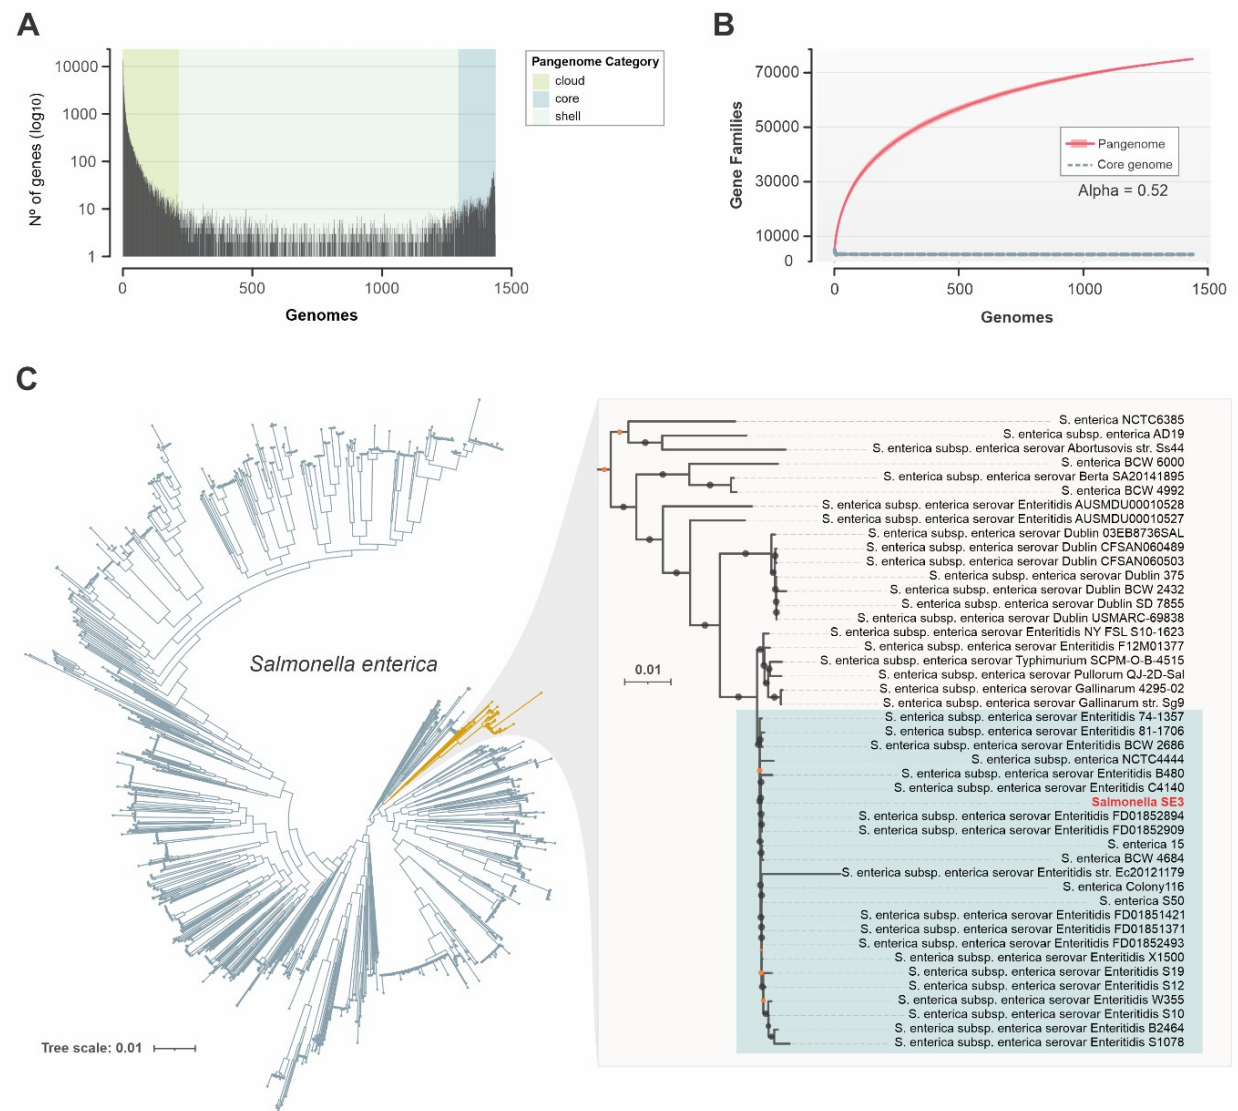 A
10000
1000
100
10
1
Nº of genes (log10)
0
500
1000
1500
Genomes
Pangenome Category
cloud
core
shell
B
70000
50000
30000
10000
0
Gene Families
0
500
1000
1500
Genomes
Pangenome
Core genome
Alpha = 0.52
C
Salmonella enterica
Tree scale: 0.01
0.01
S. enterica NCTC6385
S. enterica subsp. enterica AD19
S. enterica subsp. enterica serovar Abortusovis str. Ss44
S. enterica BCW 6000
S. enterica subsp. enterica serovar Berta SA20141895
S. enterica BCW 4992
S. enterica subsp. enterica serovar Enteritidis AUSMDU00010528
S. enterica subsp. enterica serovar Enteritidis AUSMDU00010527
S. enterica subsp. enterica serovar Dublin 03EB8736SAL
S. enterica subsp. enterica serovar Dublin CFSAN060489
S. enterica subsp. enterica serovar Dublin CFSAN060503
S. enterica subsp. enterica serovar Dublin 375
S. enterica subsp. enterica serovar Dublin BCW 2432
S. enterica subsp. enterica serovar Dublin SD 7855
S. enterica subsp. enterica serovar Dublin USMARC-69838
S. enterica subsp. enterica serovar Enteritidis NY FSL S10-1623
S. enterica subsp. enterica serovar Enteritidis F12M01377
S. enterica subsp. enterica serovar Typhimurium SCPM-O-B-4515
S. enterica subsp. enterica serovar Pullorum QJ-2D-Sal
S. enterica subsp. enterica serovar Gallinarum 4295-02
S. enterica subsp. enterica serovar Gallinarum str. Sg9
S. enterica subsp. enterica serovar Enteritidis 74-1357
S. enterica subsp. enterica serovar Enteritidis 81-1706
S. enterica subsp. enterica serovar Enteritidis BCW 2686
S. enterica subsp. enterica NCTC4444
S. enterica subsp. enterica serovar Enteritidis B480
S. enterica subsp. enterica serovar Enteritidis C4140
Salmonella SE3
S. enterica subsp. enterica serovar Enteritidis FD01852894
S. enterica subsp. enterica serovar Enteritidis FD01852909
S. enterica 15
S. enterica BCW 4684
S. enterica subsp. enterica serovar Enteritidis str. Ec20121179
S. enterica Colony116
S. enterica S50
S. enterica subsp. enterica serovar Enteritidis FD01851421
S. enterica subsp. enterica serovar Enteritidis FD01851371
S. enterica subsp. enterica serovar Enteritidis FD01852493
S. enterica subsp. enterica serovar Enteritidis X1500
S. enterica subsp. enterica serovar Enteritidis S19
S. enterica subsp. enterica serovar Enteritidis S12
S. enterica subsp. enterica serovar Enteritidis W355
S. enterica subsp. enterica serovar Enteritidis S10
S. enterica subsp. enterica serovar Enteritidis B2464
S. enterica subsp. enterica serovar Enteritidis S1078